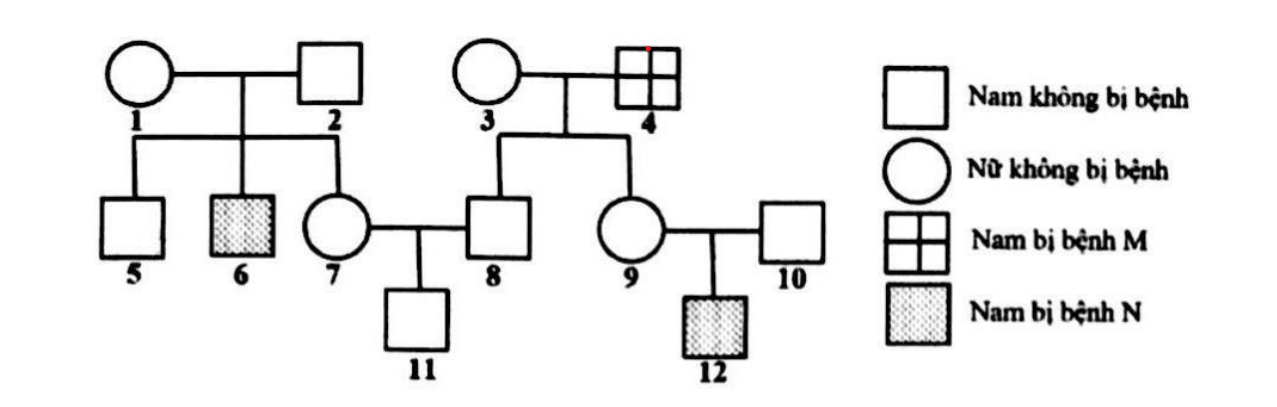 1 2 3 4
5 6 7 8 9 10
11 12
Nam không bị bệnh
Nữ không bị bệnh
Nam bị bệnh M
Nam bị bệnh N